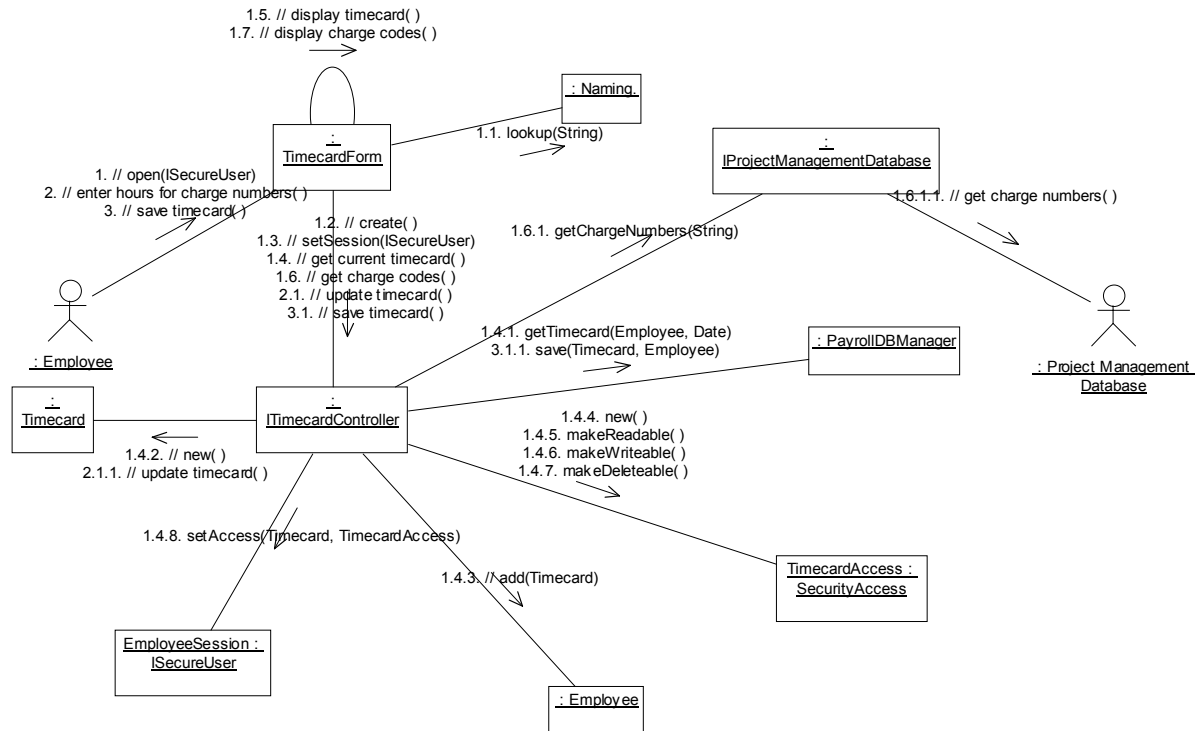 1.5. // display timecard( )
1.7. // display charge codes( )
: Naming.
1.1. lookup(String)
:
TimecardForm
:
IProjectManagementDatabase
1. // open(ISecureUser)
2. // enter hours for charge numbers( )
3. // save timecard( )
1.2. // create( )
1.3. // setSession(ISecureUser)
1.4. // get current timecard( )
1.6. // get charge codes( )
2.1. // update timecard( )
3.1. // save timecard( )
1.6.1. getChargeNumbers(String)
1.6.1.1. // get charge numbers( )
: Employee
1.4.1. getTimecard(Employee, Date)
3.1.1. save(Timecard, Employee)
: PayrollDBManager
: Project Management
Database
:
Timecard
:
ITimecardController
1.4.2. // new( )
2.1.1. // update timecard( )
1.4.4. new( )
1.4.5. makeReadable( )
1.4.6. makeWriteable( )
1.4.7. makeDeleteable( )
1.4.8. setAccess(Timecard, TimecardAccess)
1.4.3. // add(Timecard)
TimecardAccess :
SecurityAccess
EmployeeSession :
ISecureUser
: Employee